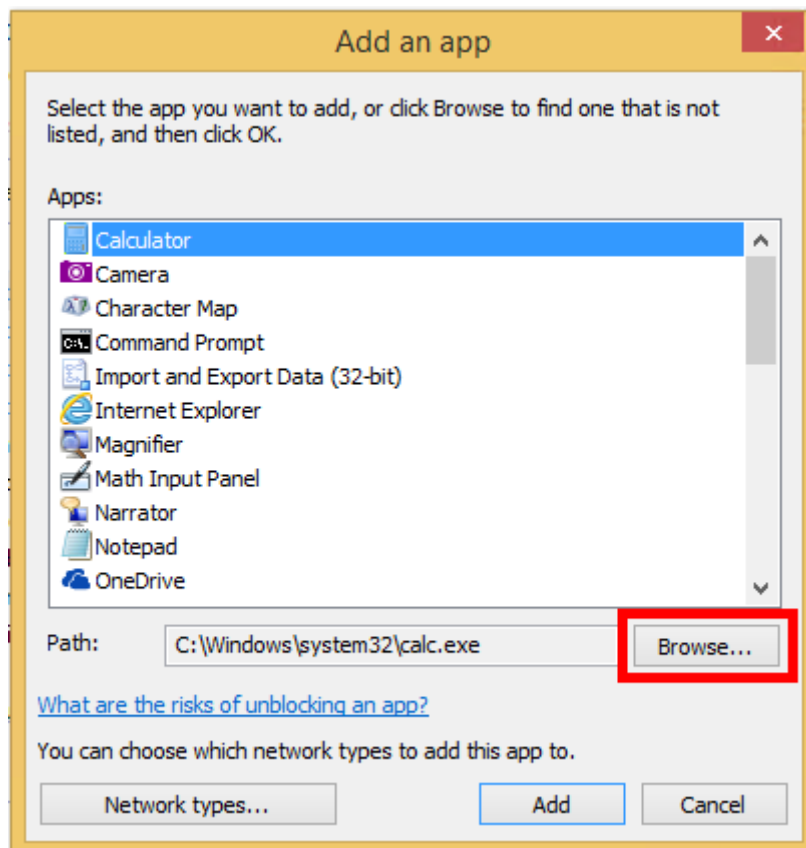 Add an app
Select the app you want to add, or click Browse to find one that is not
listed, and then click OK.
Apps:
Calculator
Camera
Character Map
Command Prompt
Import and Export Data (32-bit)
Internet Explorer
Magnifier
Math Input Panel
Narrator
Notepad
OneDrive
Path: C:\Windows\system32\calc.exe Browse...
What are the risks of unblocking an app?
You can choose which network types to add this app to.
Network types... Add Cancel